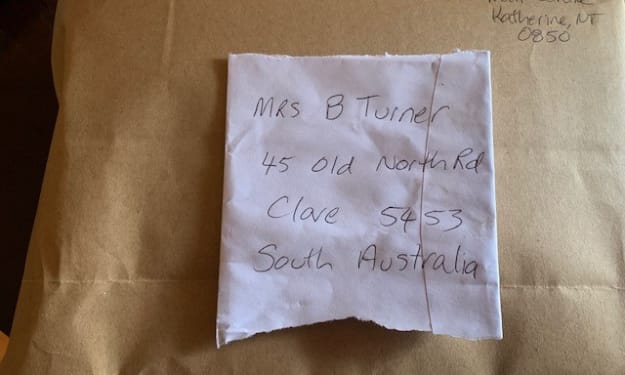 Katherine, NT
0850
MRS B Turner
45 Old North Rd
Clare 5453
South Australia